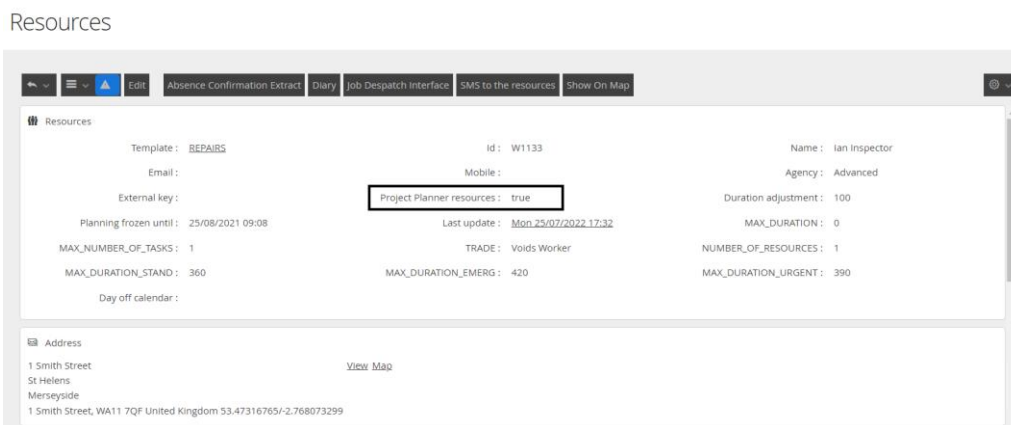 Resources
Edit Absence Confirmation Extract Diary Job Despatch Interface SMS to the resources Show On Map
Resources
Template : REPAIRS Id : W1133 Name : Ian Inspector
Email : Mobile : Agency : Advanced
External key : Project Planner resources : true Duration adjustment : 100
Planning frozen until : 25/08/2021 09:08 Last update : Mon 25/07/2022 17:32 MAX_DURATION : 0
MAX_NUMBER_OF_TASKS : 1 TRADE : Voids Worker NUMBER_OF_RESOURCES : 1
MAX_DURATION_STAND : 360 MAX_DURATION_EMERG : 420 MAX_DURATION_URGENT : 390
Day off calendar :
Address
1 Smith Street View Map
St Helens
Merseyside
1 Smith Street, WA11 7QF United Kingdom 53.47316765/-2.768073299